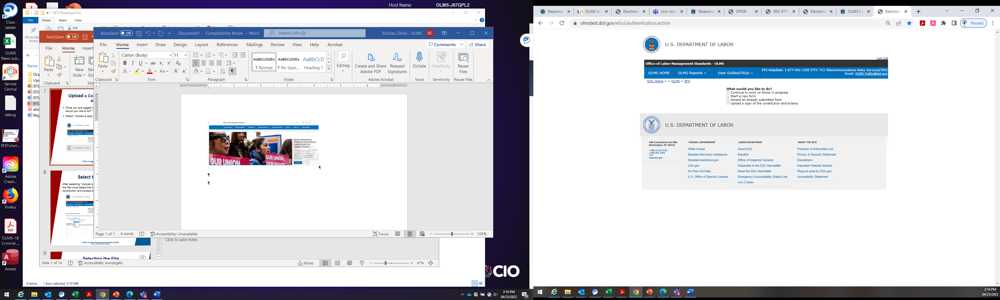 Host Name: OLMS-J87QPL2
Cisco
Jabber
OLMS
News sub...
Service
Central
debug
EFSTutori...
Adobe
Creati...
Firefox
OLMS-1B
Criminal ...
Access
EFS Powerpoints
File Home Share View
Cut
Pin to Qui
access
Name
EFS
EFS
EFS
EFS
efst
Reg
8 items 1 item selected 4.10 MB
AutoSave Off
File Home Insert
Paste
New
Slide
Clipboard
7
Upload a Co
Once you are logged i
would you like to do?"
Select "Upload a copy
8
Select t
After selecting "Upload a
the filer must select the fi
constitution and bylaws w
Office of Labor-Management Standards (OLMS)
9
Selecting the File
Click to add notes
Slide 7 of 14 Accessibility: Investigate Notes 67%
AutoSave Off Document1 - Compatibility Mode - Word Search (Alt+Q) Bobian, Della - OLMS BD
File Home Insert Draw Design Layout References Mailings Review View Help Acrobat Comments Share
Paste
Calibri (Body) 11
B I U ab x₂ x² A
A A Aa A A
AaBbCcDdEe AaBbCcDdEe AaBbCcD
¶ Normal ¶ No Spac... Heading 1
Editing
Create and Share
Adobe PDF
Request
Signatures
Dictate
Sensitivity
Reuse
Files
Clipboard Font Paragraph Styles Adobe Acrobat Voice Sensitivity Reuse Files
Office of Labor-Management Standards
OLMS PROMOTES
WORKER AND PUBLIC
CONFIDENCE IN
LABOR UNIONS
OUR UNION
OUR UNION.
OUR RIGHTS
¶
¶
¶
Page 1 of 1 0 words Accessibility: Unavailable Focus 100%
CIO
2:16 PM
04/25/2022
Reasonab DLMS 6-2 Electronic Join conv Reasonab OPDR 005-977 Electronic OLMS | U Electronic
olmstest.dol.gov/efsui/authentication.action Paused
U.S. DEPARTMENT OF LABOR
Log out
Office of Labor-Management Standards - OLMS
OLMS HOME OLMS Reports User Guides/FAQs
EFS Helpdesk: 1-877-401-1109 |TTY: 711 Telecommunications Relay Services(TRS)
Email: OLMS Public@dol.gov
DOL Home > > OLMS > EFS
What would you like to do?
Continue to work on forms in progress
Start a new form
Amend an already submitted form
Upload a copy of the constitution and bylaws
U.S. DEPARTMENT OF LABOR
200 Constitution Ave NW
Washington, DC 20210
1-866-4-USA-DOL
1-866-487-2365
TTY
www.dol.gov
FEDERAL GOVERNMENT
White House
Disaster Recovery Assistance
DisasterAssistance.gov
USA.gov
No Fear Act Data
U.S. Office of Special Counsel
LABOR DEPARTMENT
About DOL
Español
Office of Inspector General
Subscribe to the DOL Newsletter
Read the DOL Newsletter
Emergency Accountability Status Link
A to Z Index
ABOUT THE SITE
Freedom of Information Act
Privacy & Security Statement
Disclaimers
Important Website Notices
Plug-ins used by DOL.gov
Accessibility Statement
2:16 PM
04/25/2022